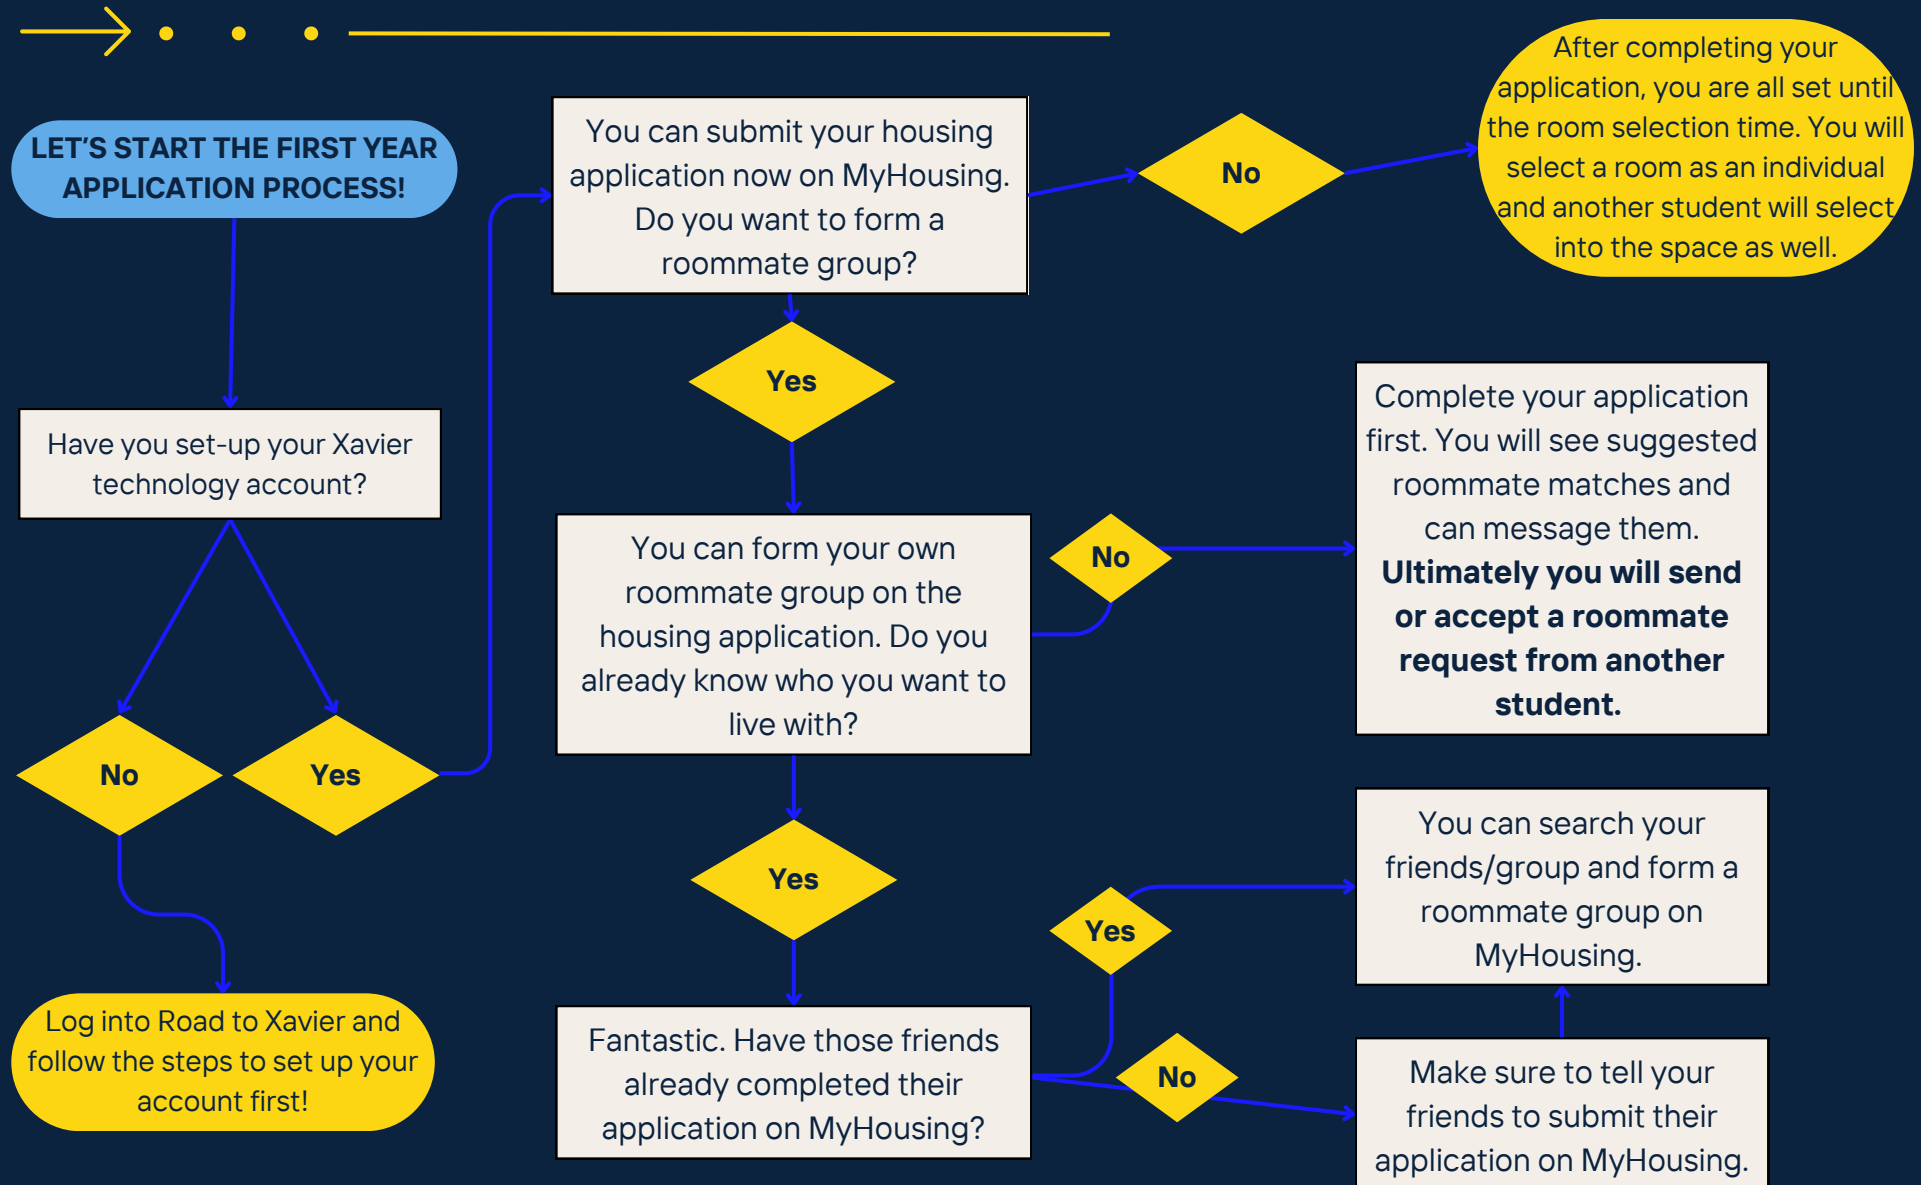 LET'S START THE FIRST YEAR
APPLICATION PROCESS!
Have you set-up your Xavier
technology account?
No
Yes
Log into Road to Xavier and
follow the steps to set up your
account first!
You can submit your housing
application now on MyHousing.
Do you want to form a
roommate group?
No
After completing your
application, you are all set until
the room selection time. You will
select a room as an individual
and another student will select
into the space as well.
Yes
You can form your own
roommate group on the
housing application. Do you
already know who you want to
live with?
No
Complete your application
first. You will see suggested
roommate matches and
can message them.
Ultimately you will send
or accept a roommate
request from another
student.
Yes
Fantastic. Have those friends
already completed their
application on MyHousing?
Yes
You can search your
friends/group and form a
roommate group on
MyHousing.
No
Make sure to tell your
friends to submit their
application on MyHousing.